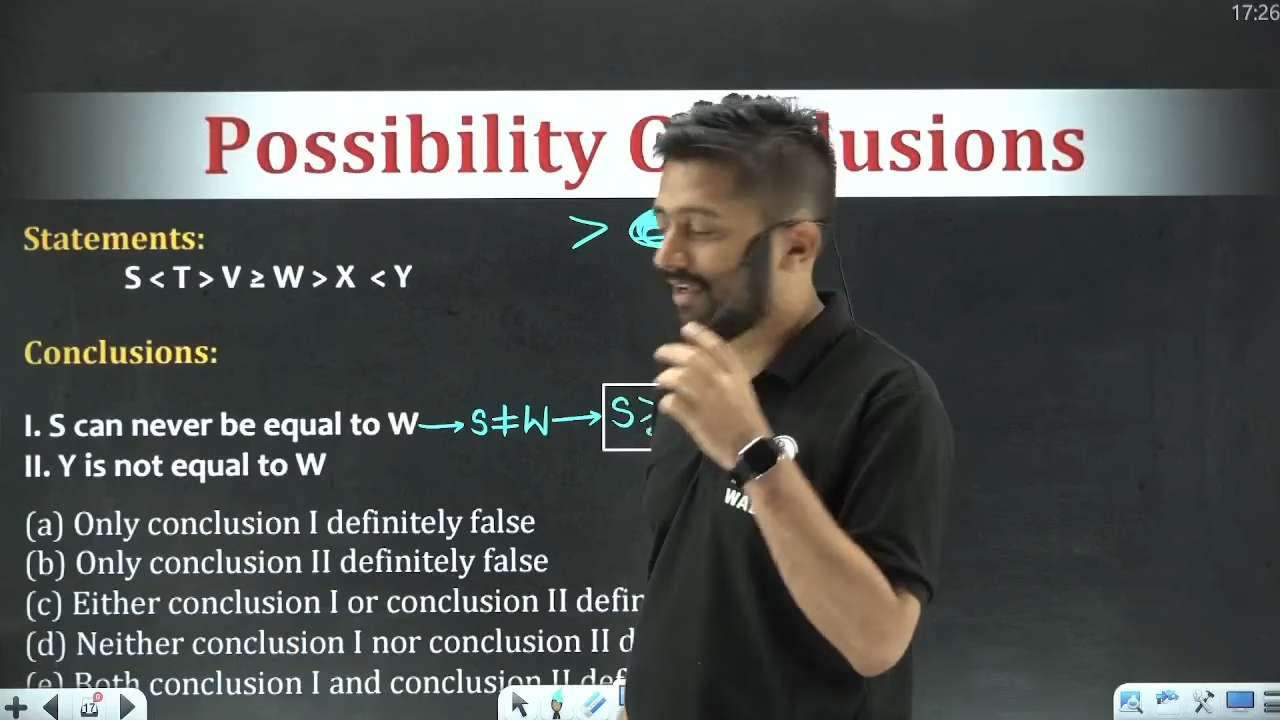 17:26
Possibility
Statements:
>
S < T > V ≥ W > X < Y
Conclusions:
I. S can never be equal to W → S ≠ W → S
II. Y is not equal to W
(a) Only conclusion I definitely false
(b) Only conclusion II definitely false
(c) Either conclusion I or conclusion II
(d) Neither conclusion I nor conclusion II
(e) Both conclusion I and conclusion II
17